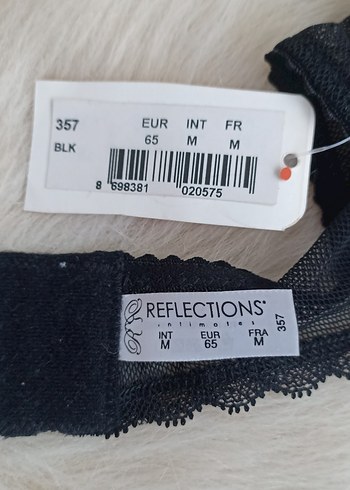 357 EUR INT FR
BLK 65 M M
8 698381 020575
REFLECTIONS
intimates
INT EUR FRA
M 65 M
357